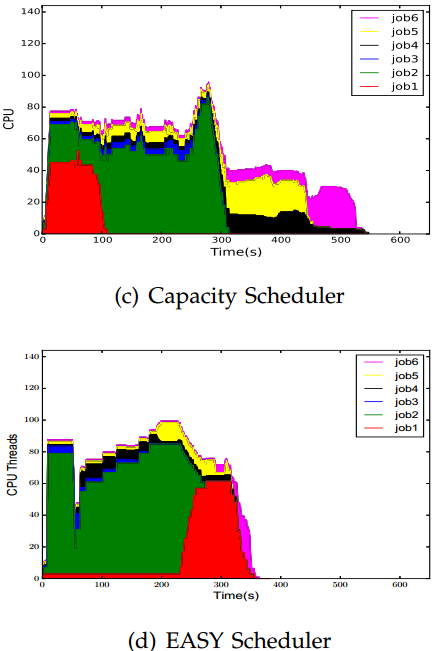 140
120
100
80
60
40
20
0
CPU
job6
job5
job4
job3
job2
job1
0 100 200 300 400 500 600
Time(s)
(c) Capacity Scheduler
140
120
100
80
60
40
20
0
CPU Threads
job6
job5
job4
job3
job2
job1
0 100 200 300 400 500 600
Time(s)
(d) EASY Scheduler